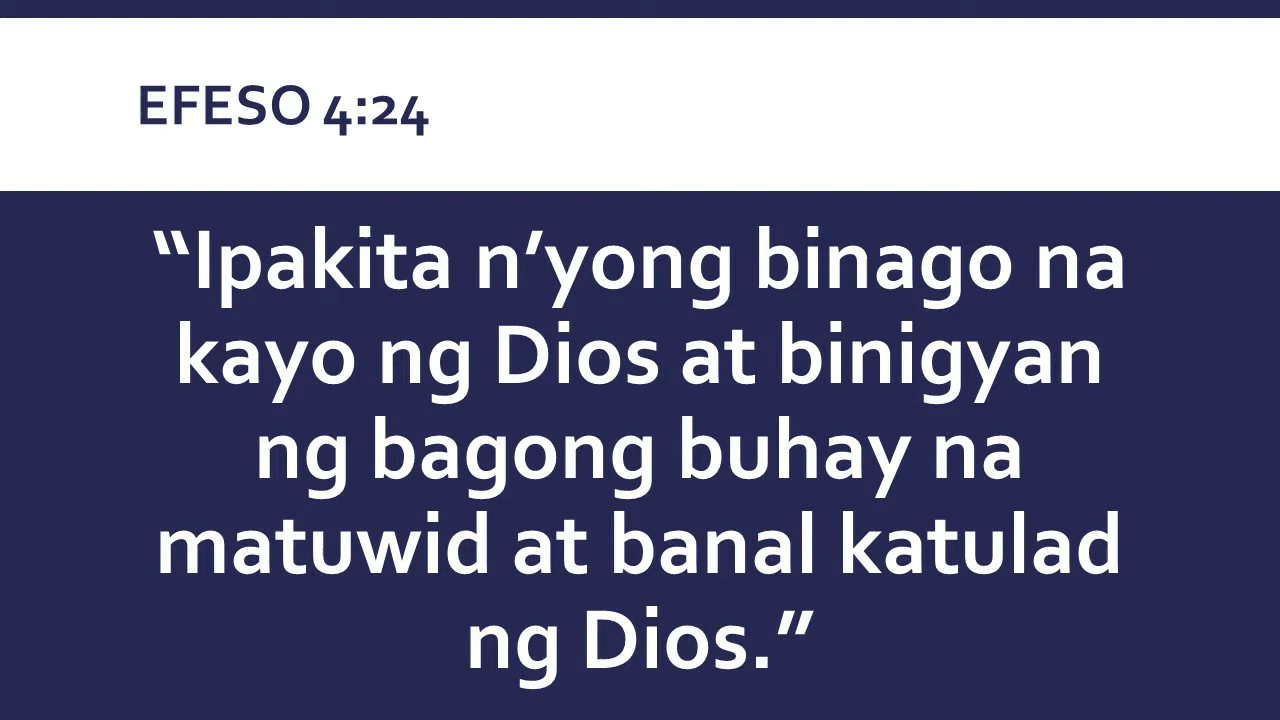 EFESO 4:24
“Ipakita n’yong binago na
kayo ng Dios at binigyan
ng bagong buhay na
matuwid at banal katulad
ng Dios.”